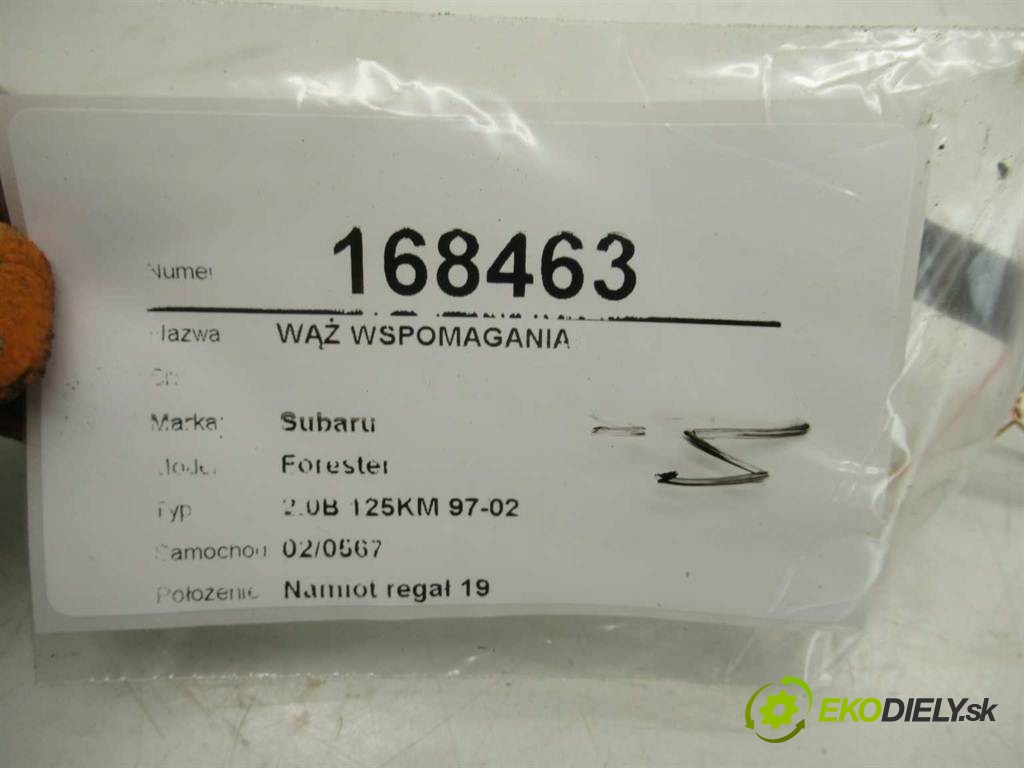 Numer 168463
Nazwa WĄŻ WSPOMAGANIA
Marka: Subaru
Model Forester
Typ 2.0B 125KM 97-02
Samochód 02/0567
Położenie Namiot regał 19
EKODIELY.sk